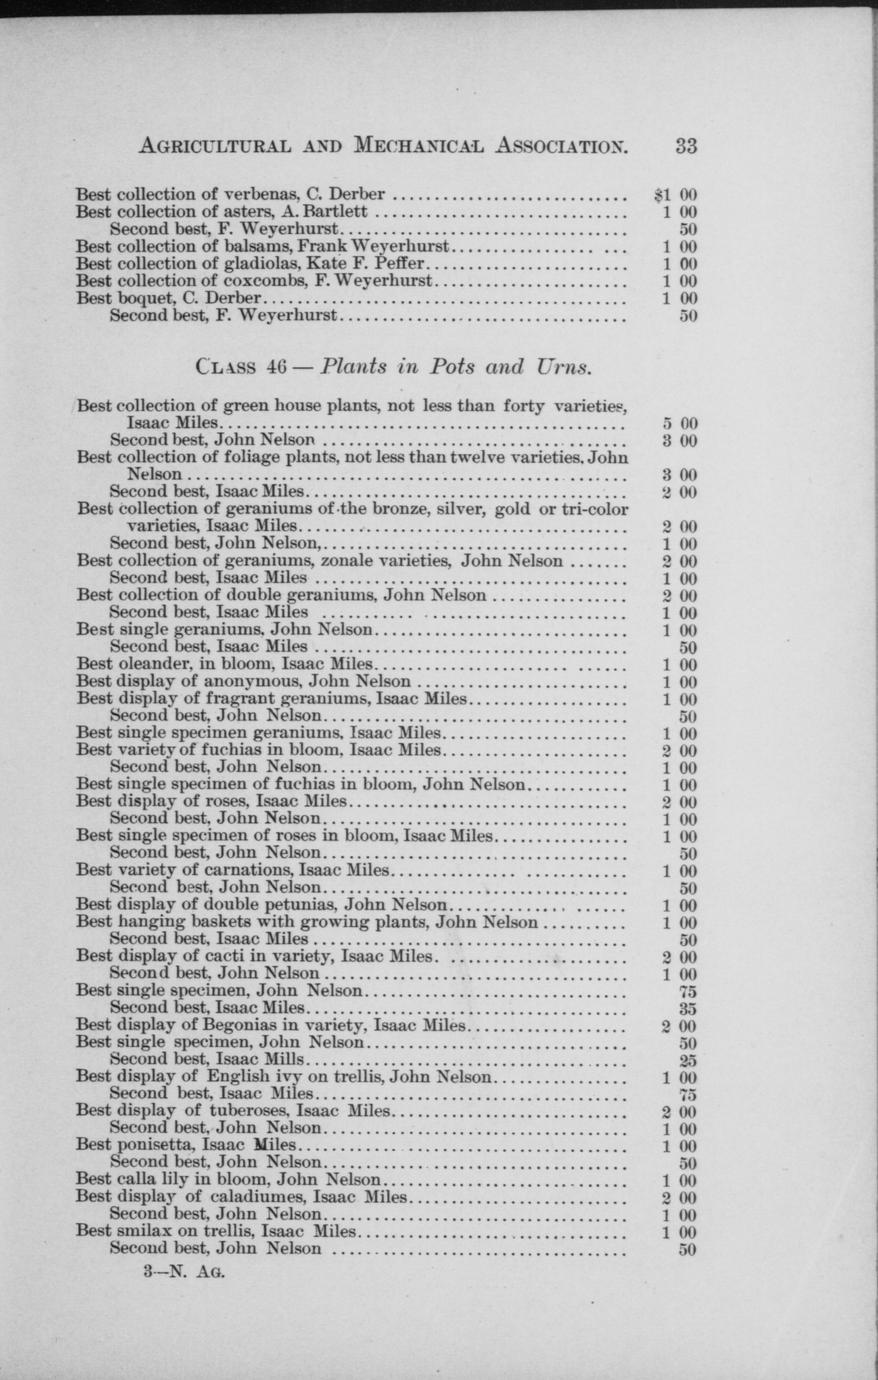 AGRICULTURAL AND MECHANICAL ASSOCIATION. 33
Best collection of verbenas, C. Derber ............................ $1 00
Best collection of asters, A. Bartlett .............................. 1 00
Second best, F. Weyerhurst.................................. 50
Best collection of balsams, Frank Weyerhurst.................. ... 1 00
Best collection of gladiolas, Kate F. Peffer........................ 1 00
Best collection of coxcombs, F. Weyerhurst....................... 1 00
Best boquet, C. Derber........................................... 1 00
Second best, F. Weyerhurst.................................. 50
CLASS 46 — Plants in Pots and Urns.
Best collection of green house plants, not less than forty varieties,
Isaac Miles................................................ 5 00
Second best, John Nelson .................................... 3 00
Best collection of foliage plants, not less than twelve varieties, John
Nelson .................................................... 3 00
Second best, Isaac Miles...................................... 2 00
Best collection of geraniums of the bronze, silver, gold or tri-color
varieties, Isaac Miles....................................... 2 00
Second best, John Nelson,.................................... 1 00
Best collection of geraniums, zonale varieties, John Nelson ....... 2 00
Second best, Isaac Miles ..................................... 1 00
Best collection of double geraniums, John Nelson ................ 2 00
Second best, Isaac Miles .................................... 1 00
Best single geraniums, John Nelson.............................. 1 00
Second best, Isaac Miles ..................................... 50
Best oleander, in bloom, Isaac Miles....................... ...... 1 00
Best display of anonymous, John Nelson ......................... 1 00
Best display of fragrant geraniums, Isaac Miles................... 1 00
Second best, John Nelson.................................... 50
Best single specimen geraniums, Isaac Miles...................... 1 00
Best variety of fuchias in bloom, Isaac Miles...................... 2 00
Second best, John Nelson.................................... 1 00
Best single specimen of fuchias in bloom, John Nelson............ 1 00
Best display of roses, Isaac Miles................................. 2 00
Second best, John Nelson.................................... 1 00
Best single specimen of roses in bloom, Isaac Miles................ 1 00
Second best, John Nelson.................................... 50
Best variety of carnations, Isaac Miles............... ............. 1 00
Second best, John Nelson.................................... 50
Best display of double petunias, John Nelson.............. ...... 1 00
Best hanging baskets with growing plants, John Nelson .......... 1 00
Second best, Isaac Miles ..................................... 50
Best display of cacti in variety, Isaac Miles. ..................... 2 00
Second best, John Nelson .................................... 1 00
Best single specimen, John Nelson............................... 75
Second best, Isaac Miles...................................... 35
Best display of Begonias in variety, Isaac Miles................... 2 00
Best single specimen, John Nelson............................... 50
Second best, Isaac Mills...................................... 25
Best display of English ivy on trellis, John Nelson................ 1 00
Second best, Isaac Miles..................................... 75
Best display of tuberoses, Isaac Miles............................ 2 00
Second best, John Nelson.................................... 1 00
Best ponisetta, Isaac Miles....................................... 1 00
Second best, John Nelson.................................... 50
Best calla lily in bloom, John Nelson............................. 1 00
Best display of caladiumes, Isaac Miles.......................... 2 00
Second best, John Nelson.................................... 1 00
Best smilax on trellis, Isaac Miles................................ 1 00
Second best, John Nelson ................................... 50
3—N. AG.